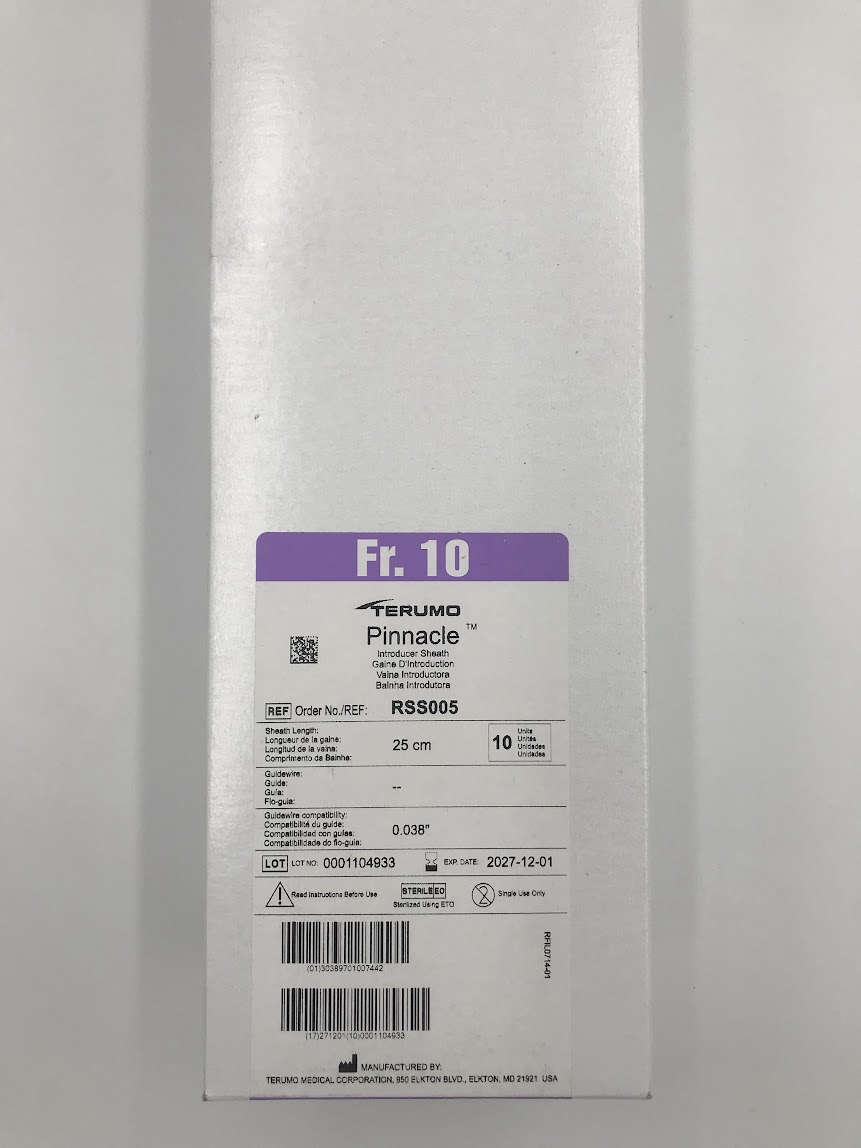 Fr. 10
TERUMO
Pinnacle™
Introducer Sheath
Gaine D'Introduction
Vaina Introductora
Bainha Introdutora
REF Order No./REF: RSS005
Sheath Length:
Longueur de la gaine:
Longitud de la vaina:
Comprimento da Bainha:
25 cm
10
Units
Unités
Unidades
Unidades
Guidewire:
Guide:
Guía:
Fio-guia:
--
Guidewire compatibility:
Compatibilité du guide:
Compatibilidad con guías:
Compatibilidade do fio-guia:
0.038"
LOT LOT NO: 0001104933 EXP. DATE: 2027-12-01
Read Instructions Before Use
STERILE EO
Sterilized Using ETO
2
Single Use Only
(01)30389701007442
RFIL0714-01
(17)271201(10)0001104933
MANUFACTURED BY:
TERUMO MEDICAL CORPORATION, 950 ELKTON BLVD., ELKTON, MD 21921 USA